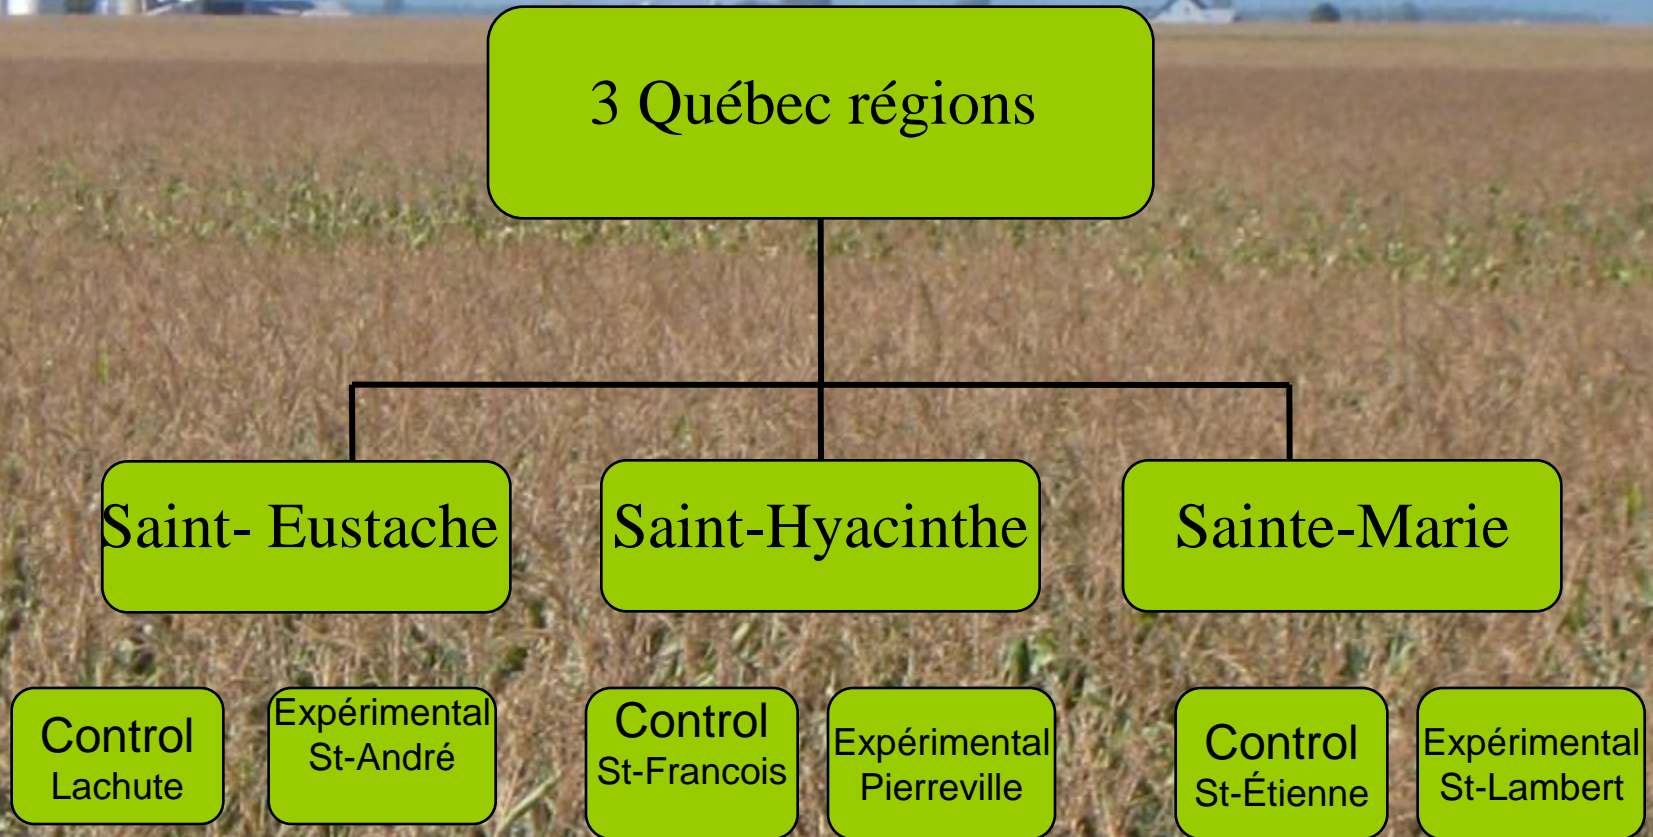 3 Québec régions
Saint- Eustache
Saint-Hyacinthe
Sainte-Marie
Control
Lachute
Expérimental
St-André
Control
St-Francois
Expérimental
Pierreville
Control
St-Étienne
Expérimental
St-Lambert